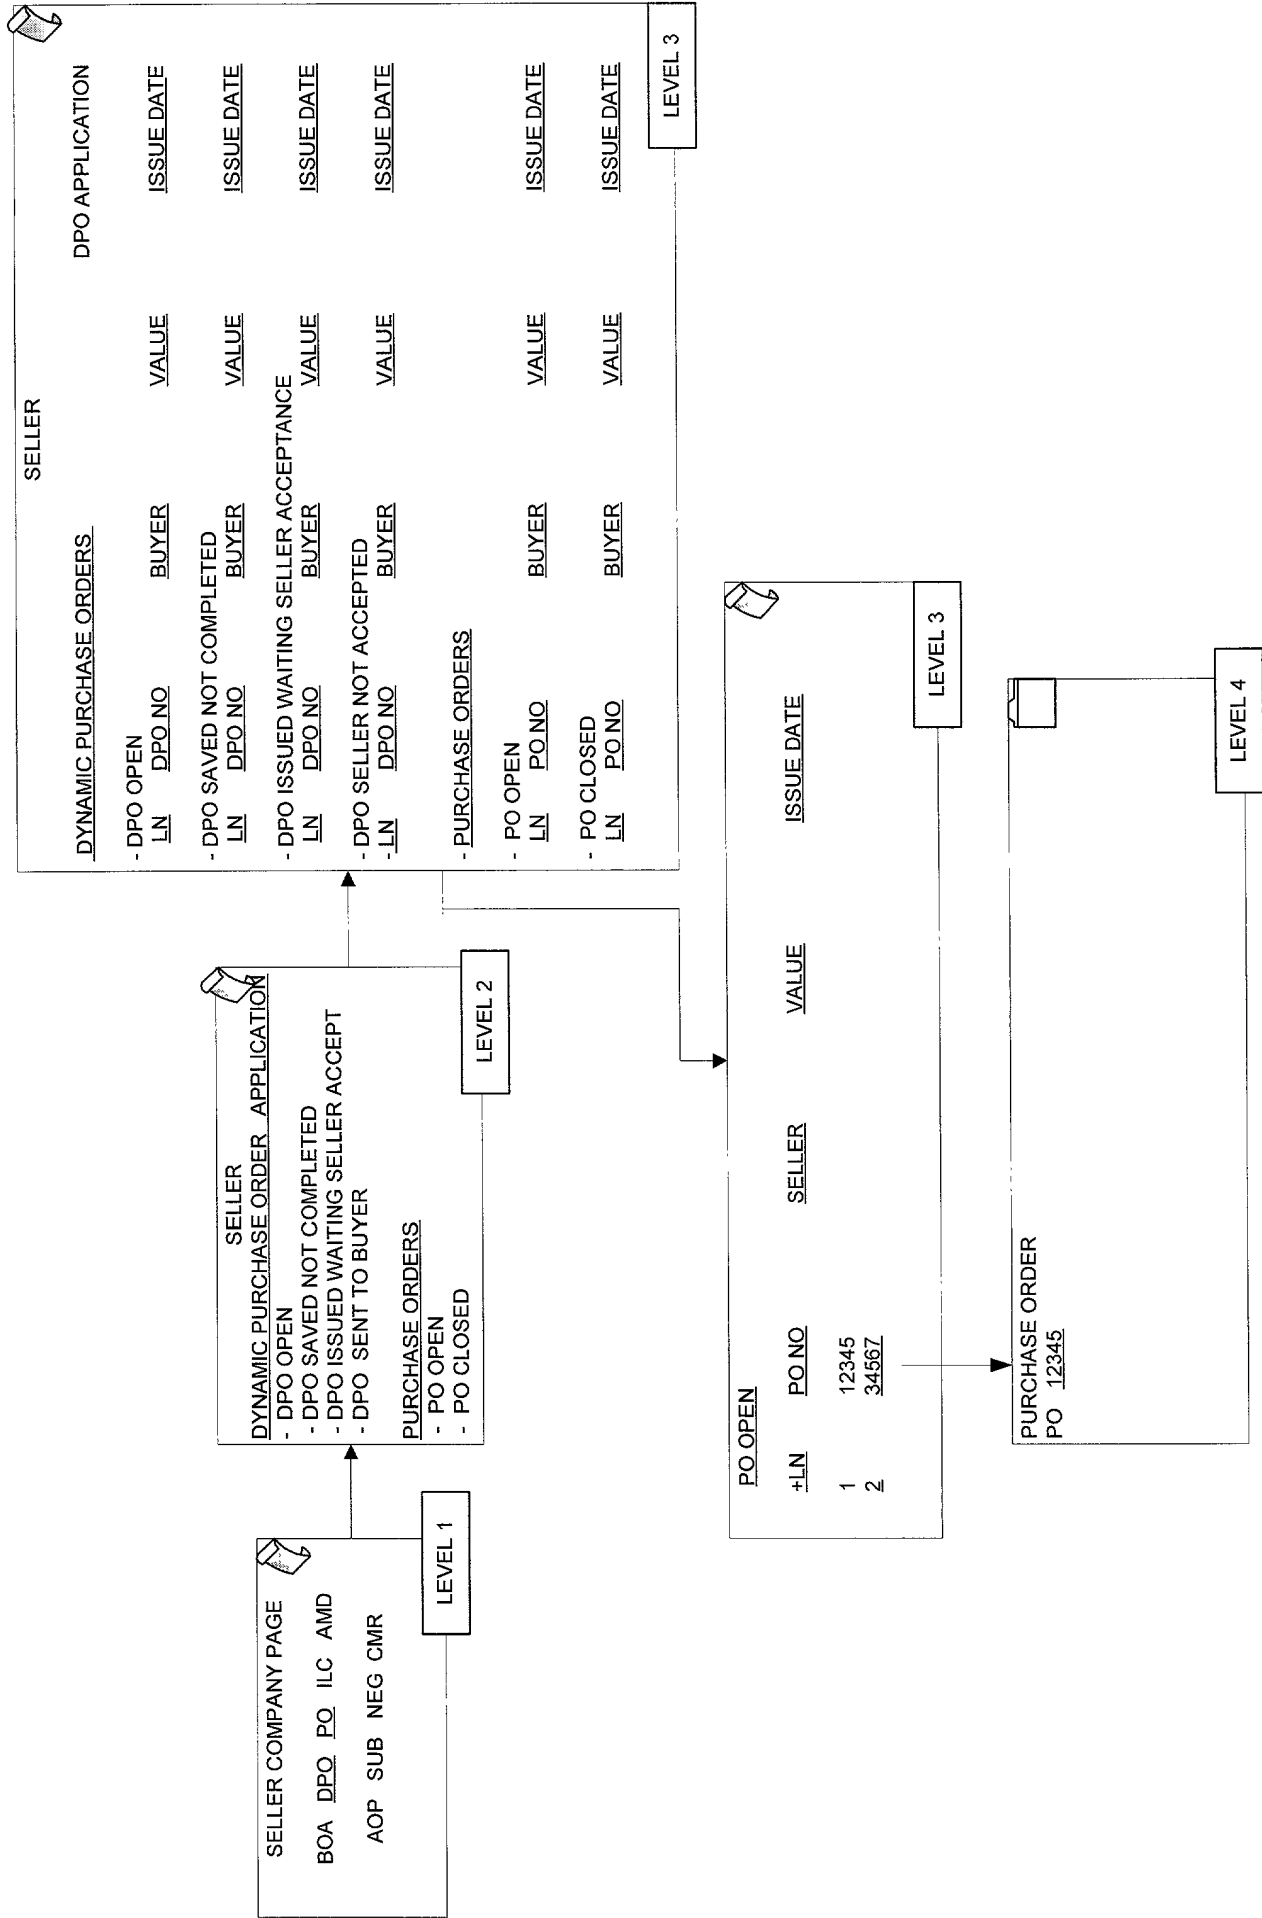 SELLER COMPANY PAGE
BOA DPO PO ILC AMD
AOP SUB NEG CMR
LEVEL 1
SELLER
DYNAMIC PURCHASE ORDER APPLICATION
- DPO OPEN
- DPO SAVED NOT COMPLETED
- DPO ISSUED WAITING SELLER ACCEPT
- DPO SENT TO BUYER
PURCHASE ORDERS
- PO OPEN
- PO CLOSED
LEVEL 2
SELLER
DYNAMIC PURCHASE ORDERS DPO APPLICATION
- DPO OPEN
LN DPO NO BUYER VALUE ISSUE DATE
- DPO SAVED NOT COMPLETED
LN DPO NO BUYER VALUE ISSUE DATE
- DPO ISSUED WAITING SELLER ACCEPTANCE
LN DPO NO BUYER VALUE ISSUE DATE
- DPO SELLER NOT ACCEPTED
- LN DPO NO BUYER VALUE ISSUE DATE
- PURCHASE ORDERS
- PO OPEN
LN PO NO BUYER VALUE ISSUE DATE
- PO CLOSED
LN PO NO BUYER VALUE ISSUE DATE
LEVEL 3
PO OPEN
+LN PO NO SELLER VALUE ISSUE DATE
1 12345
2 34567
LEVEL 3
PURCHASE ORDER
PO 12345
LEVEL 4